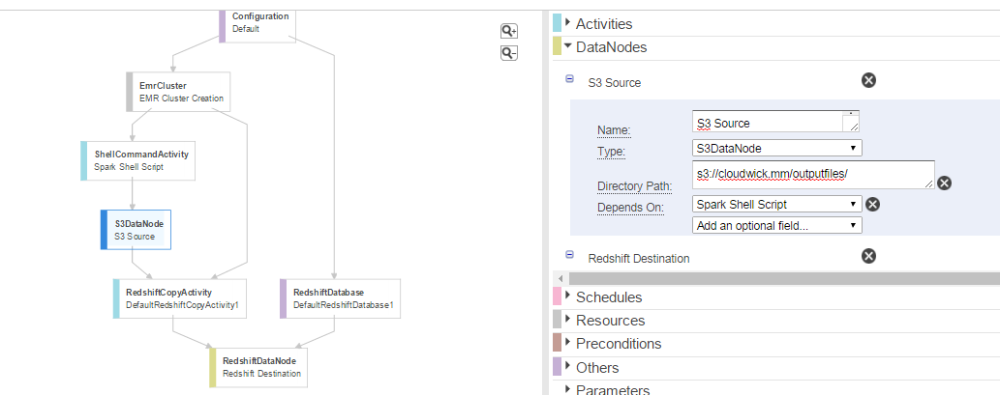 Configuration
Default
EmrCluster
EMR Cluster Creation
ShellCommandActivity
Spark Shell Script
S3DataNode
S3 Source
RedshiftCopyActivity
DefaultRedshiftCopyActivity1
RedshiftDatabase
DefaultRedshiftDatabase1
RedshiftDataNode
Redshift Destination
Activities
DataNodes
S3 Source
Name: S3 Source
Type: S3DataNode
Directory Path: s3://cloudwick.mm/outputfiles/
Depends On: Spark Shell Script
Add an optional field...
Redshift Destination
Schedules
Resources
Preconditions
Others
Parameters